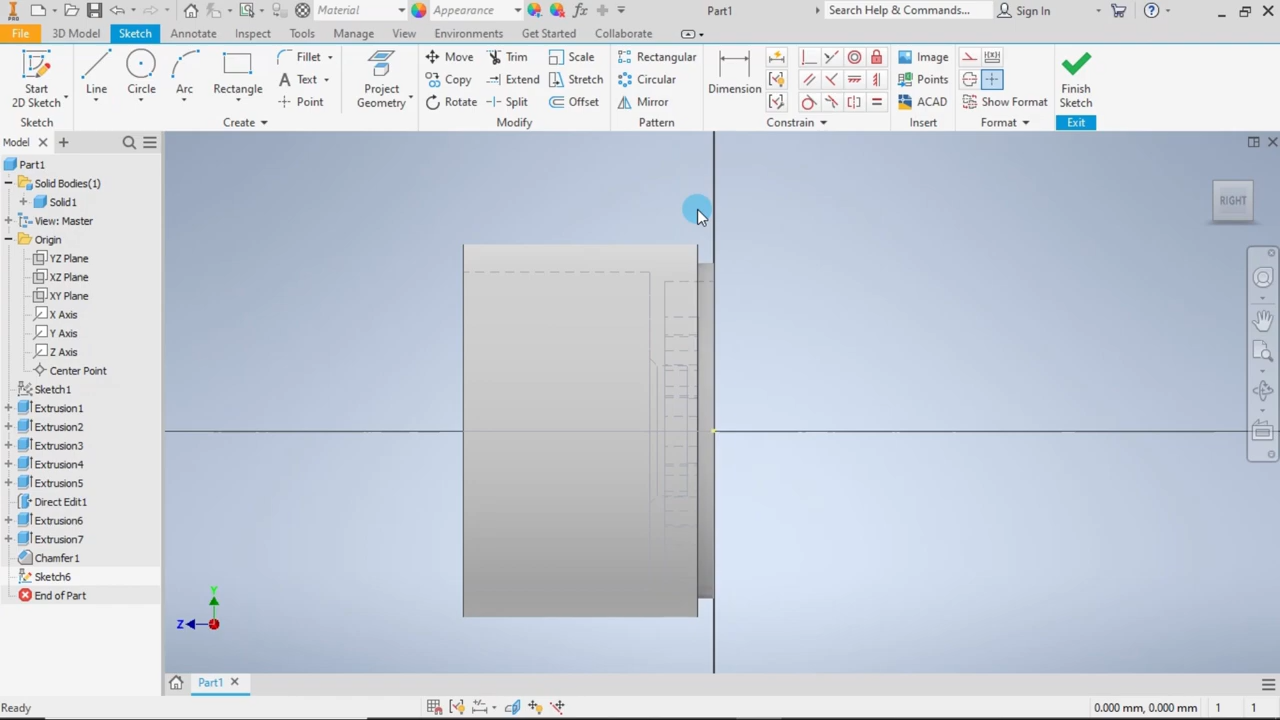 PRO
Material
Appearance
Part1
Search Help & Commands...
Sign In
File
3D Model
Sketch
Annotate
Inspect
Tools
Manage
View
Environments
Get Started
Collaborate
Start
2D Sketch
Line
Circle
Arc
Rectangle
Fillet
Text
Point
Project
Geometry
Move
Copy
Rotate
Trim
Extend
Split
Scale
Stretch
Offset
Rectangular
Circular
Mirror
Dimension
Image
Points
ACAD
Show Format
Finish
Sketch
Sketch
Create
Modify
Pattern
Constrain
Insert
Format
Exit
Model
Part1
Solid Bodies(1)
Solid1
View: Master
Origin
YZ Plane
XZ Plane
XY Plane
X Axis
Y Axis
Z Axis
Center Point
Sketch1
Extrusion1
Extrusion2
Extrusion3
Extrusion4
Extrusion5
Direct Edit1
Extrusion6
Extrusion7
Chamfer1
Sketch6
End of Part
RIGHT
Y
Z
Part1
Ready
0.000 mm, 0.000 mm 1 1